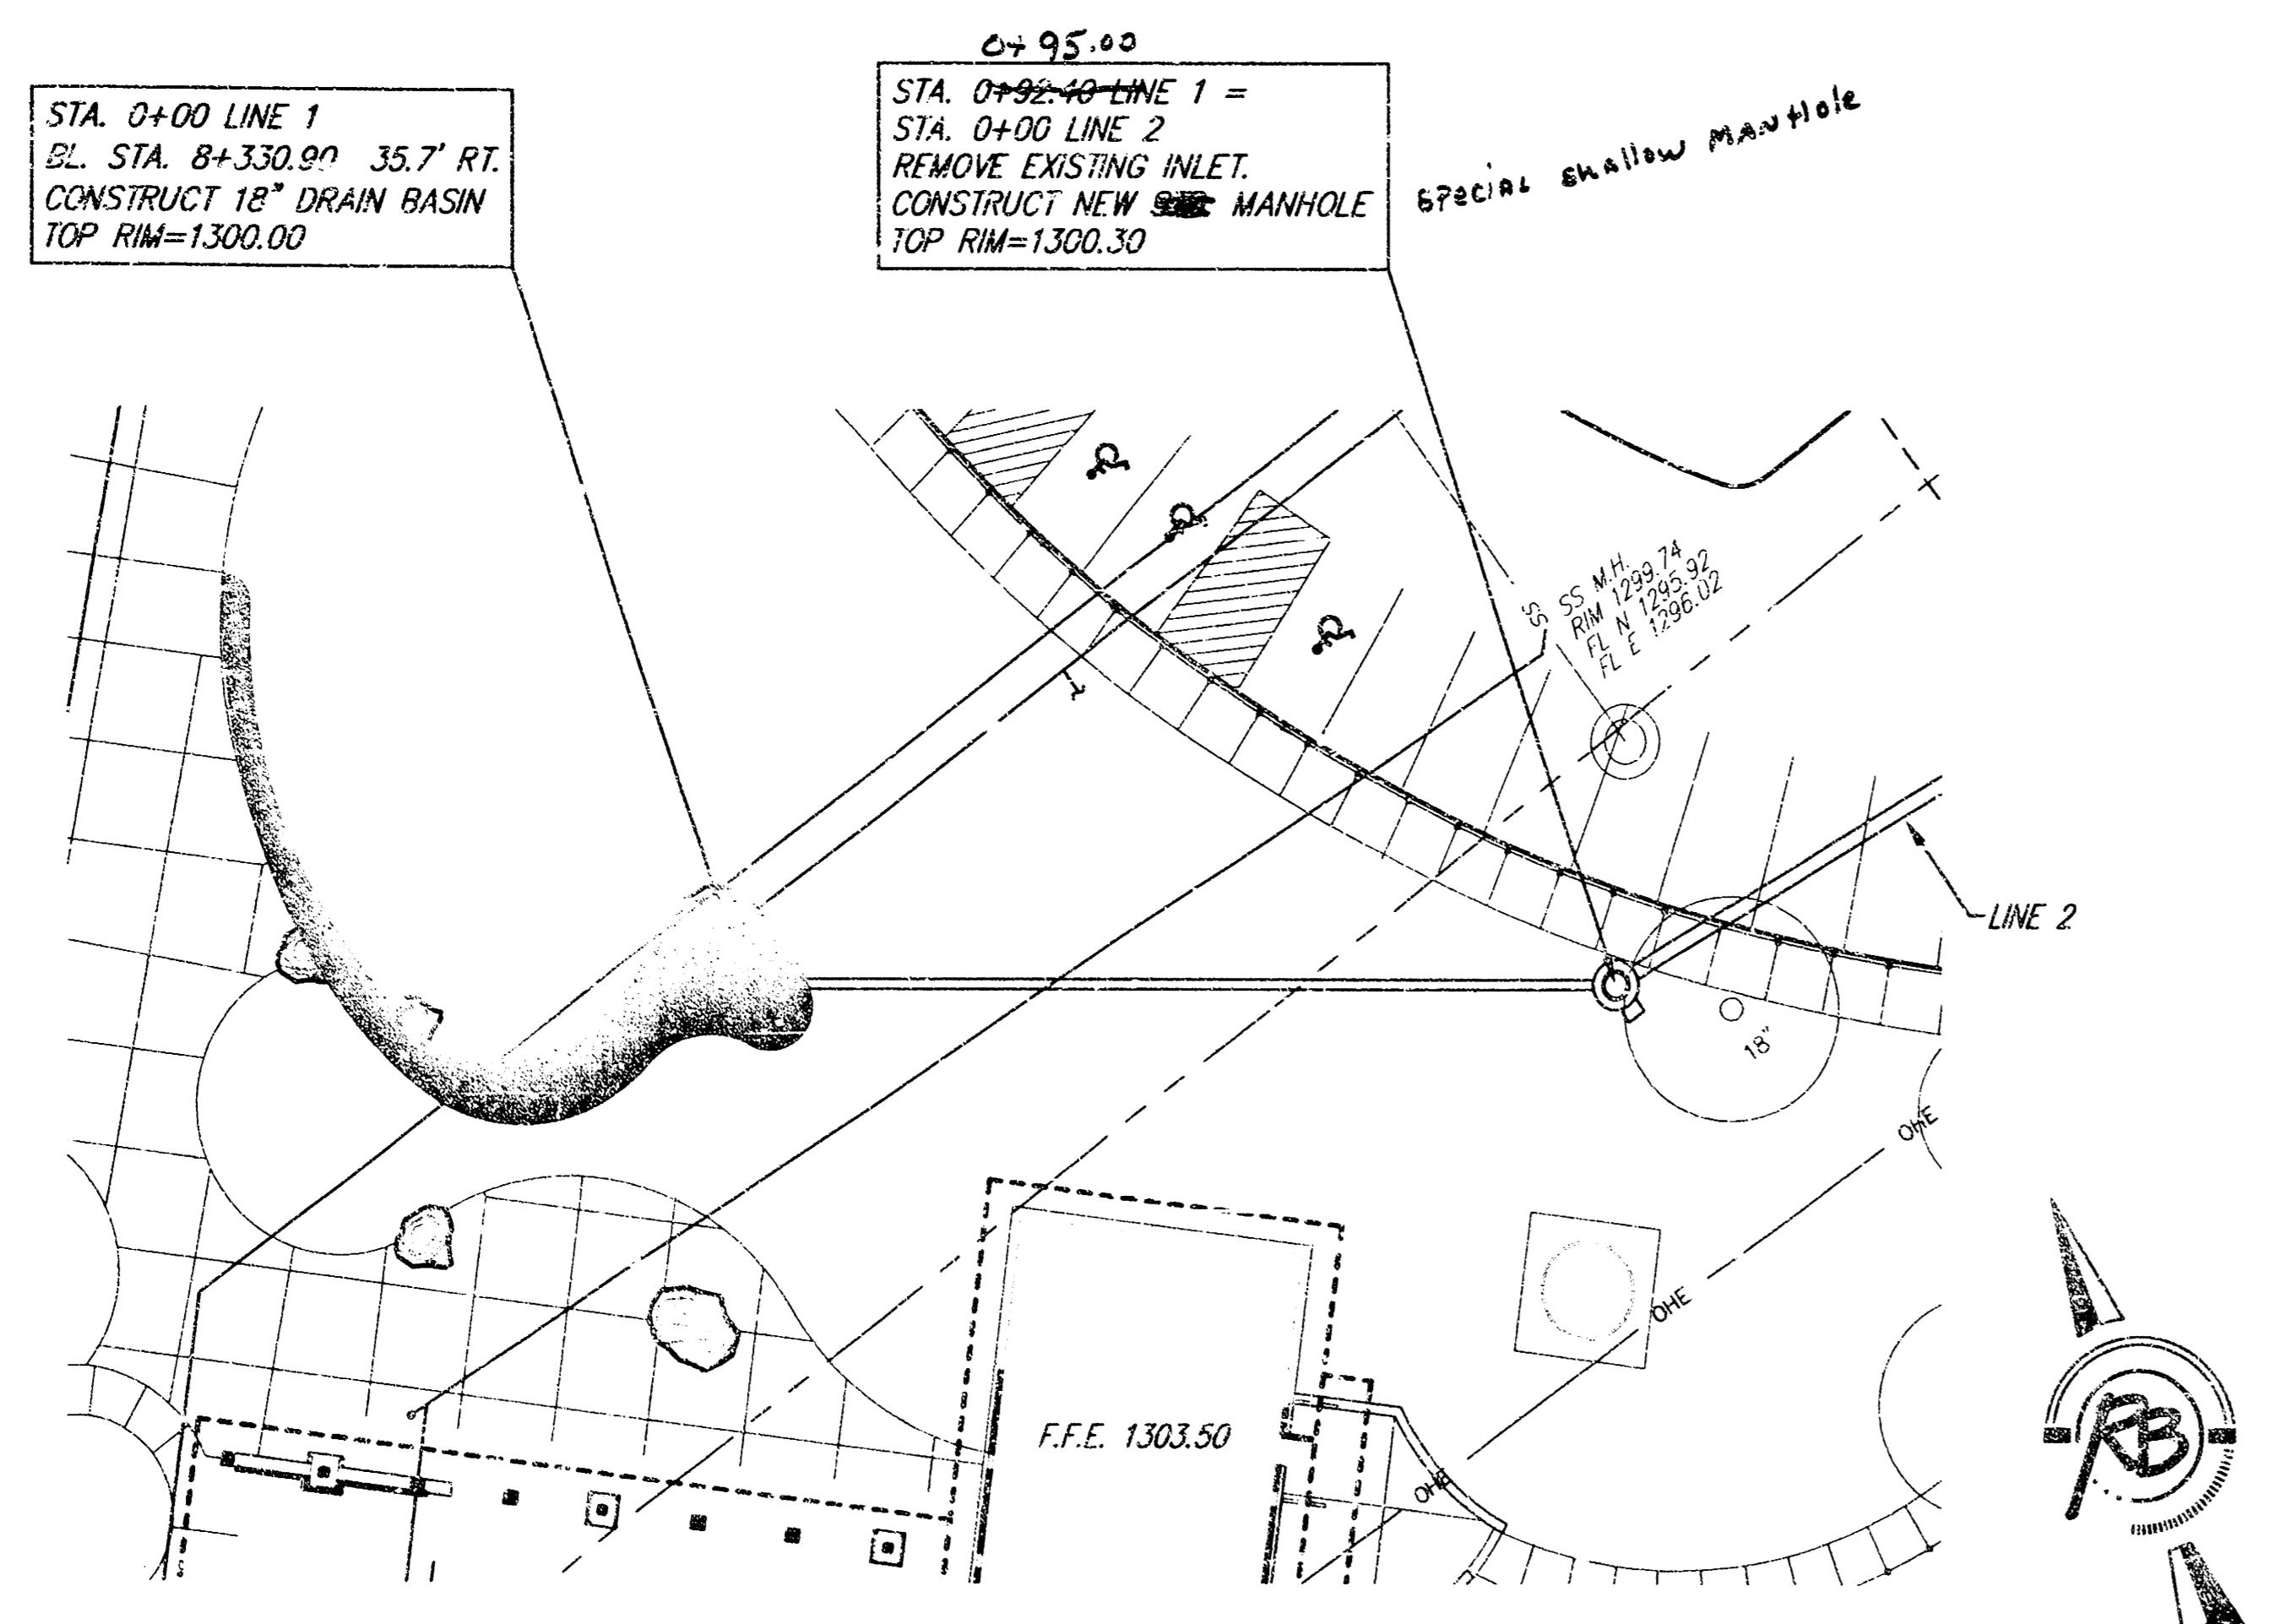 0+95.00
STA. 0+00 LINE 1
BL. STA. 8+330.90 35.7' RT.
CONSTRUCT 18" DRAIN BASIN
TOP RIM=1300.00
STA. 0+92.40 LINE 1 =
STA. 0+00 LINE 2
REMOVE EXISTING INLET.
CONSTRUCT NEW MANHOLE
TOP RIM=1300.30
SPECIAL SHALLOW MANHOLE
SS
SS M.H.
RIM 1299.74
FL N 1295.92
FL E 1296.02
LINE 2
18"
OHE
OHE
OHE
F.F.E. 1303.50
RB